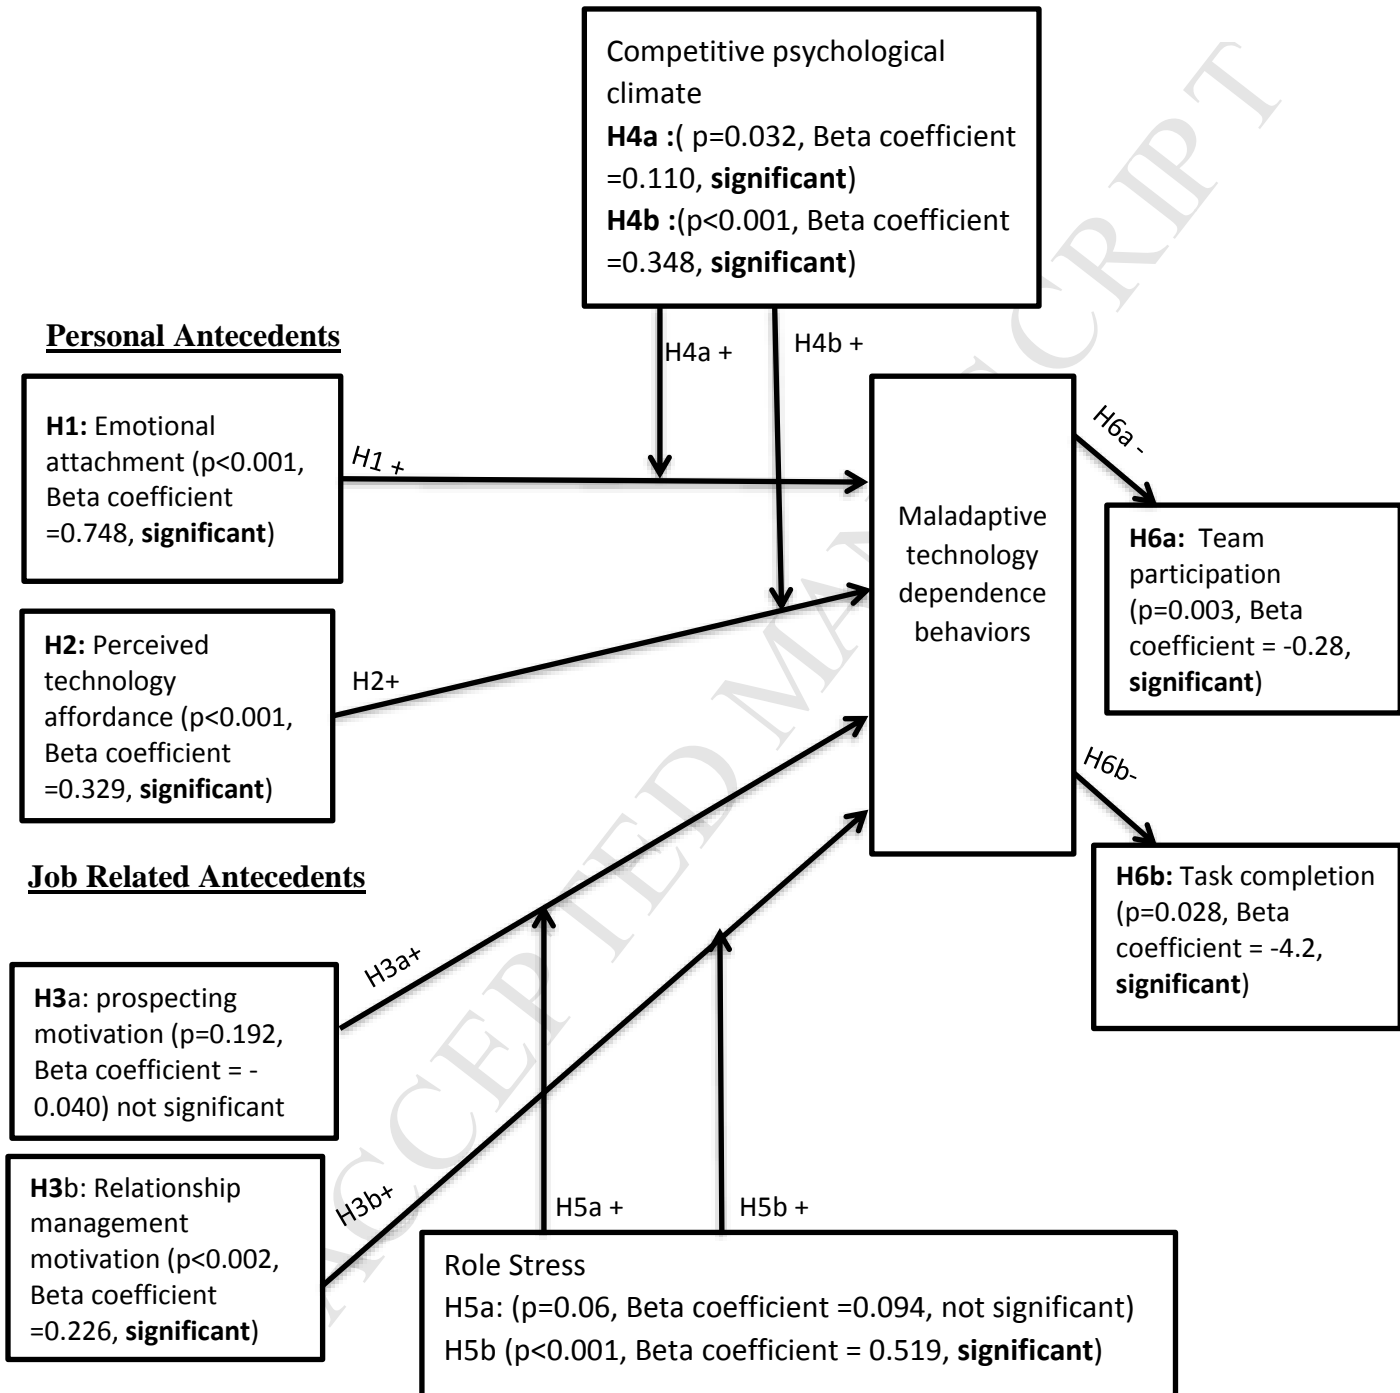 Competitive psychological
climate
H4a :( p=0.032, Beta coefficient
=0.110, significant)
H4b :(p<0.001, Beta coefficient
=0.348, significant)
Personal Antecedents
H4a +
H4b +
H1: Emotional
attachment (p<0.001,
Beta coefficient
=0.748, significant)
H1 +
H6a -
Maladaptive
technology
dependence
behaviors
H6a:  Team
participation
(p=0.003, Beta
coefficient = -0.28,
significant)
H2: Perceived
technology
affordance (p<0.001,
Beta coefficient
=0.329, significant)
H2+
H6b-
Job Related Antecedents
H6b: Task completion
(p=0.028, Beta
coefficient = -4.2,
significant)
H3a+
H3a: prospecting
motivation (p=0.192,
Beta coefficient = -
0.040) not significant
H3b: Relationship
management
motivation (p<0.002,
Beta coefficient
=0.226, significant)
H3b+
H5a +
H5b +
Role Stress
H5a: (p=0.06, Beta coefficient =0.094, not significant)
H5b (p<0.001, Beta coefficient = 0.519, significant)
ACCEPTED MANUSCRIPT